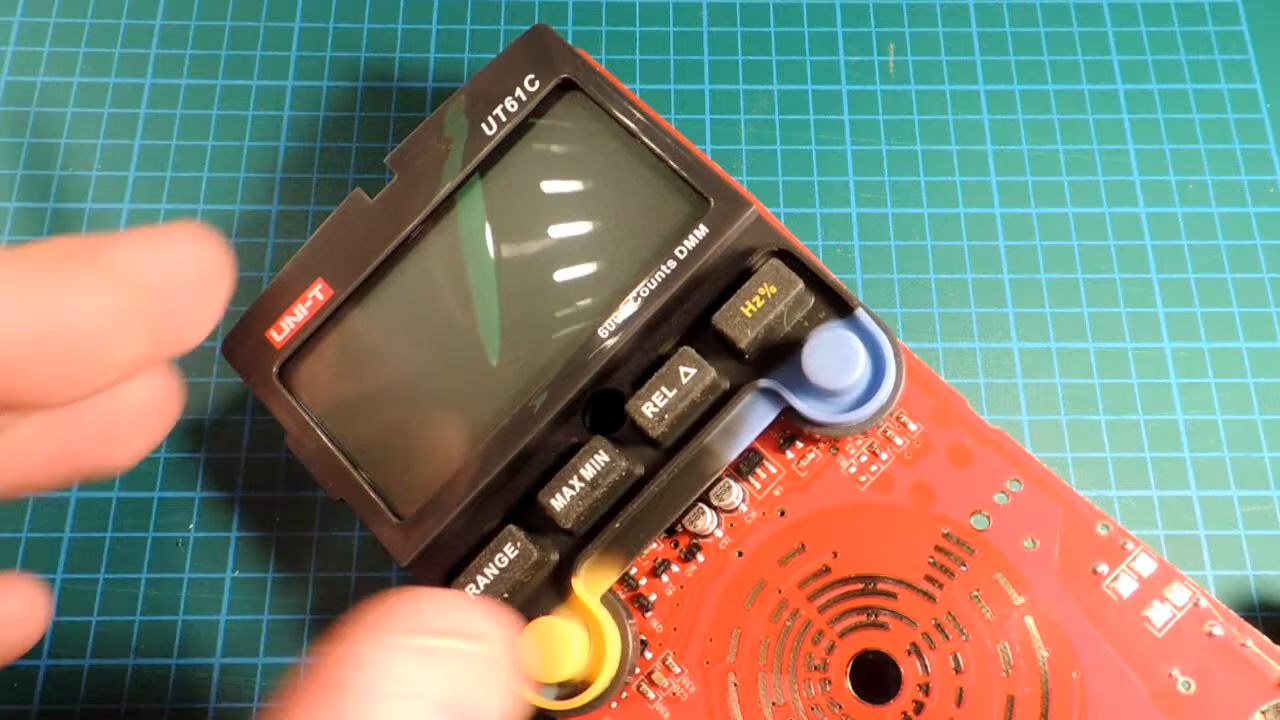 UT61C
UNI-T
Counts DMM
Hz%
REL Δ
MAX MIN
RANGE